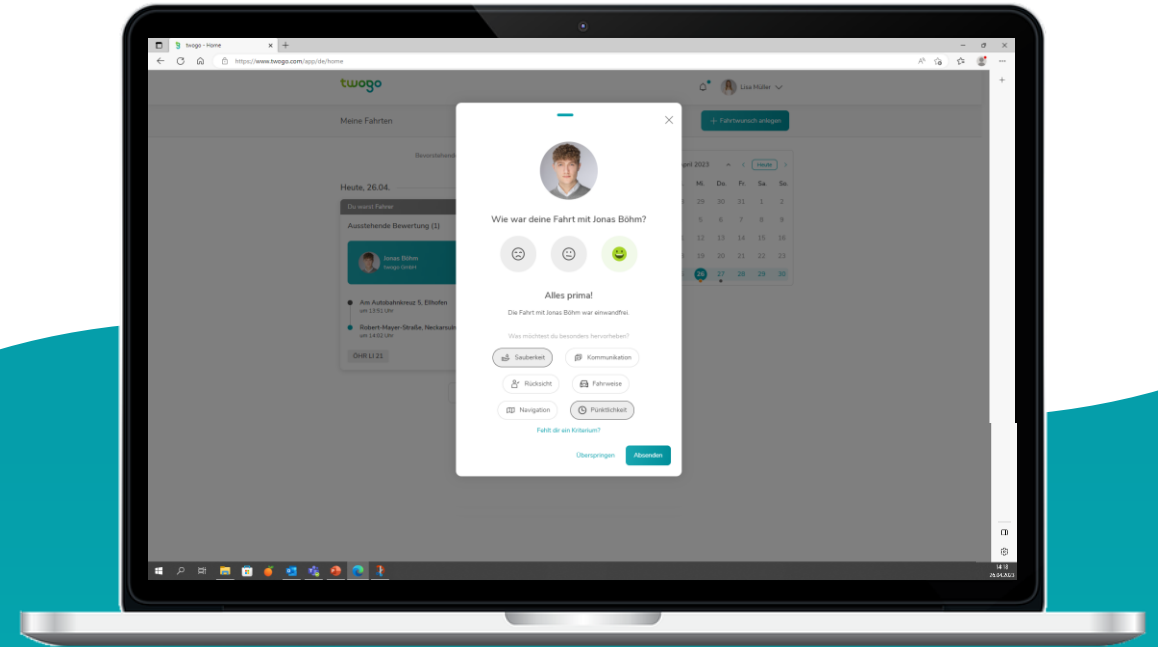 twogo - Home
https://www.twogo.com/app/de/home
twogo
Lisa Müller
Meine Fahrten
+ Fahrtwunsch anlegen
Bevorstehend
Heute, 26.04.
Du warst Fahrer
Ausstehende Bewertung (1)
Jonas Böhm
twogo GmbH
Am Autobahnkreuz 5, Ellhofen
um 13:51 Uhr
Robert-Mayer-Straße, Neckarsulm
um 14:02 Uhr
ÖHR LI 21
Wie war deine Fahrt mit Jonas Böhm?
Alles prima!
Die Fahrt mit Jonas Böhm war einwandfrei.
Was möchtest du besonders hervorheben?
Sauberkeit
Kommunikation
Rücksicht
Fahrweise
Navigation
Pünktlichkeit
Fehlt dir ein Kriterium?
Überspringen
Absenden
pril 2023
Heute
Mi. Do. Fr. Sa. So.
29 30 31 1 2
5 6 7 8 9
12 13 14 15 16
19 20 21 22 23
26 27 28 29 30
14:18
26.04.2023